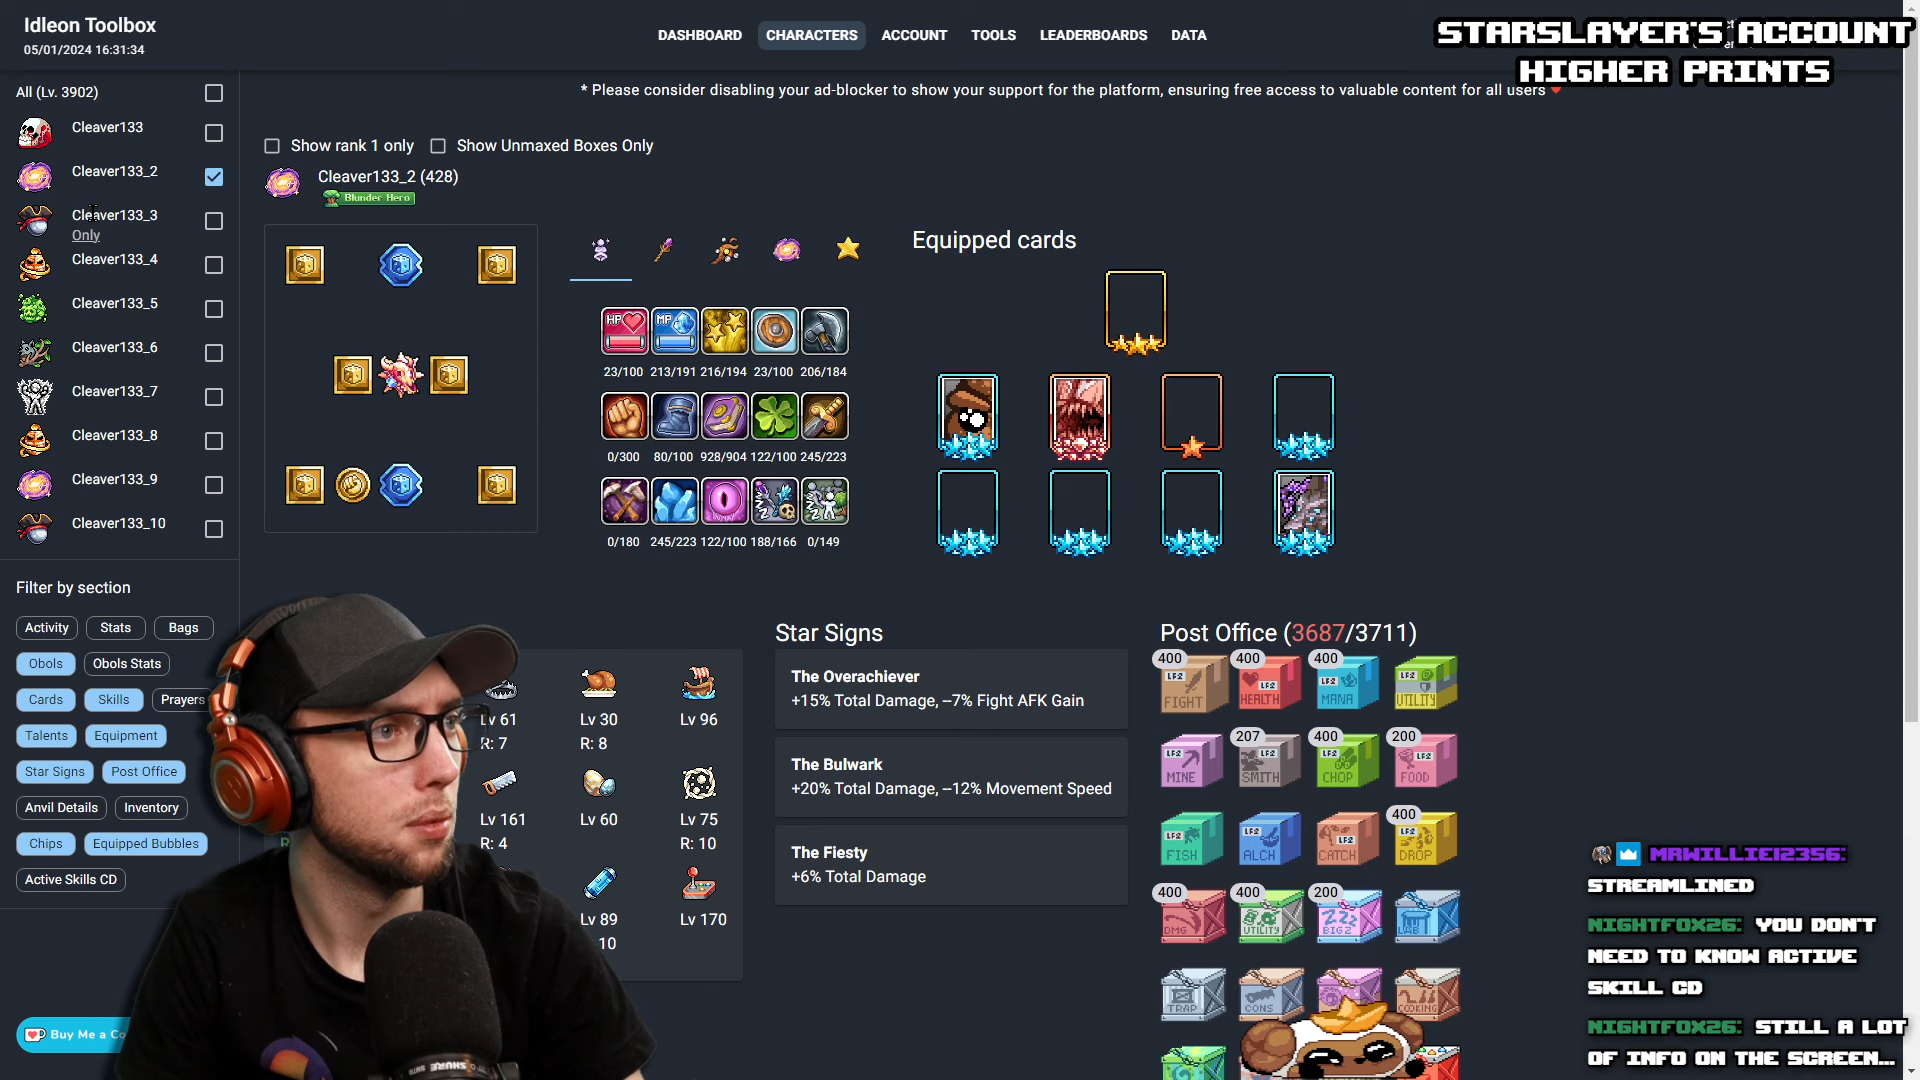 Idleon Toolbox
05/01/2024 16:31:34
DASHBOARD
CHARACTERS
ACCOUNT
TOOLS
LEADERBOARDS
DATA
STARSLAYER'S ACCOUNT
HIGHER PRINTS
* Please consider disabling your ad-blocker to show your support for the platform, ensuring free access to valuable content for all users
All (Lv. 3902)
Cleaver133
Cleaver133_2
Cleaver133_3
Only
Cleaver133_4
Cleaver133_5
Cleaver133_6
Cleaver133_7
Cleaver133_8
Cleaver133_9
Cleaver133_10
Filter by section
Activity
Stats
Bags
Obols
Obols Stats
Cards
Skills
Prayers
Talents
Equipment
Star Signs
Post Office
Anvil Details
Inventory
Chips
Equipped Bubbles
Active Skills CD
Buy Me a Co
Show rank 1 only
Show Unmaxed Boxes Only
Cleaver133_2 (428)
Blunder Hero
HP
MP
23/100 213/191 216/194 23/100 206/184
0/300 80/100 928/904 122/100 245/223
0/180 245/223 122/100 188/166 0/149
Equipped cards
Lv 61
R: 7
Lv 30
R: 8
Lv 96
Lv 161
R: 4
Lv 60
Lv 75
R: 10
Lv 89
10
Lv 170
Star Signs
The Overachiever
+15% Total Damage, --7% Fight AFK Gain
The Bulwark
+20% Total Damage, --12% Movement Speed
The Fiesty
+6% Total Damage
Post Office (3687/3711)
400 FIGHT
400 HEALTH
400 MANA
UTILITY
MINE
207 SMITH
400 CHOP
200 FOOD
FISH
ALCH
CATCH
400 DROP
400 DMG
400 UTILITY
200 BIGZ
LAB
TRAP
CONS
COOKING
MRWILLIE12356:
STREAMLINED
NIGHTFOX26: YOU DON'T
NEED TO KNOW ACTIVE
SKILL CD
NIGHTFOX26: STILL A LOT
OF INFO ON THE SCREEN...